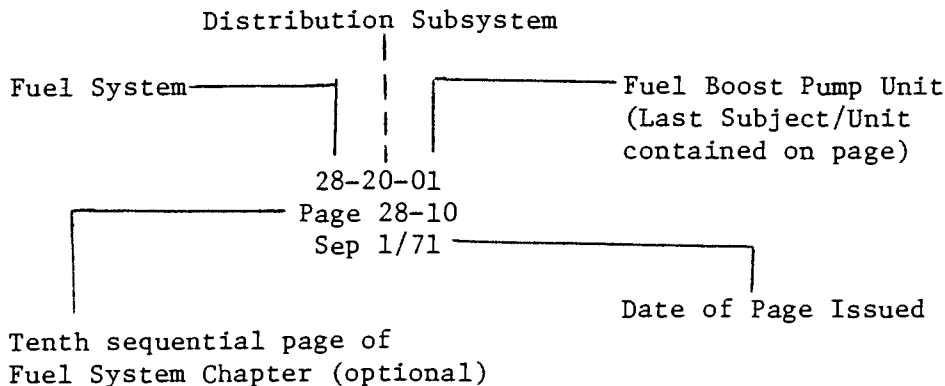 Distribution Subsystem
Fuel System
Fuel Boost Pump Unit
(Last Subject/Unit
contained on page)
28-20-01
Page 28-10
Sep 1/71
Date of Page Issued
Tenth sequential page of
Fuel System Chapter (optional)